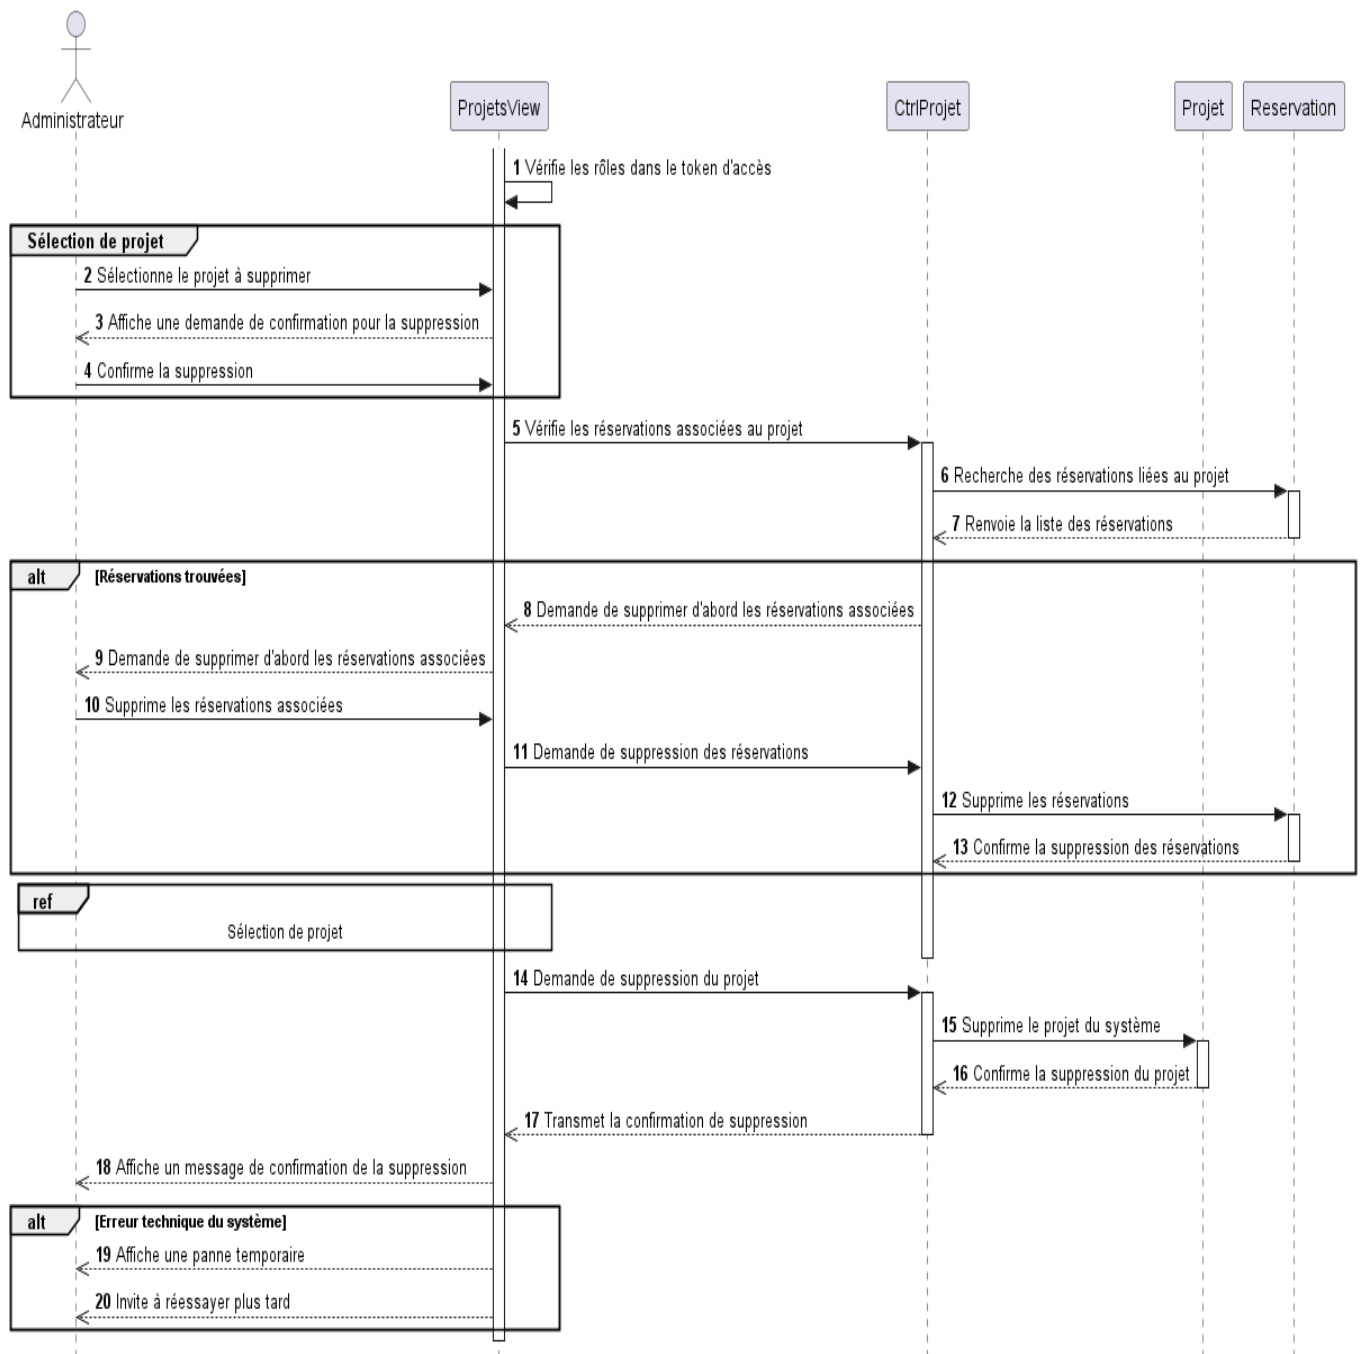 Administrateur
ProjetsView
CtrlProjet
Projet
Reservation
1 Vérifie les rôles dans le token d'accès
Sélection de projet
2 Sélectionne le projet à supprimer
3 Affiche une demande de confirmation pour la suppression
4 Confirme la suppression
5 Vérifie les réservations associées au projet
6 Recherche des réservations liées au projet
7 Renvoie la liste des réservations
alt [Réservations trouvées]
8 Demande de supprimer d'abord les réservations associées
9 Demande de supprimer d'abord les réservations associées
10 Supprime les réservations associées
11 Demande de suppression des réservations
12 Supprime les réservations
13 Confirme la suppression des réservations
ref
Sélection de projet
14 Demande de suppression du projet
15 Supprime le projet du système
16 Confirme la suppression du projet
17 Transmet la confirmation de suppression
18 Affiche un message de confirmation de la suppression
alt [Erreur technique du système]
19 Affiche une panne temporaire
20 Invite à réessayer plus tard